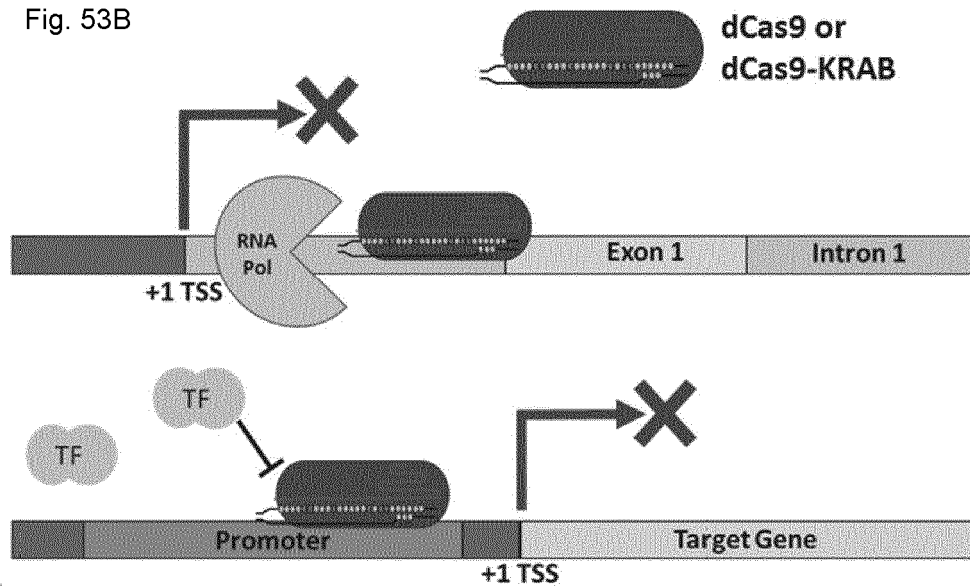 Fig. 53B
dCas9 or
dCas9-KRAB
RNA
Pol
Exon 1
Intron 1
+1 TSS
TF
TF
Promoter
Target Gene
+1 TSS